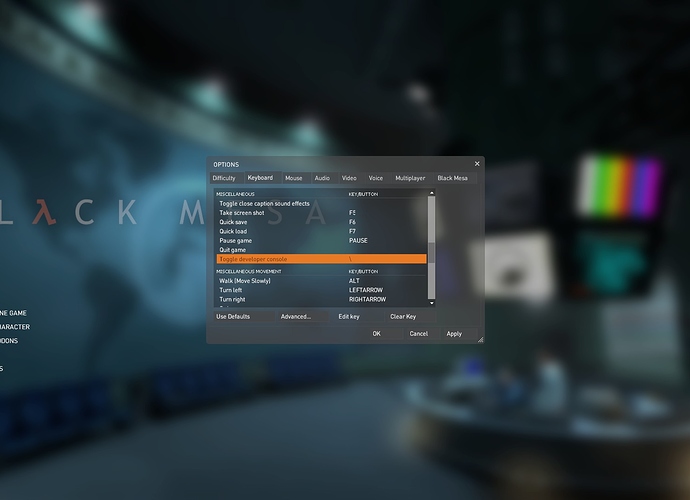 OPTIONS
Difficulty Keyboard Mouse Audio Video Voice Multiplayer Black Mesa
MISCELLANEOUS KEY/BUTTON
Toggle close caption sound effects
Take screen shot F5
Quick save F6
Quick load F7
Pause game PAUSE
Quit game
Toggle developer console \
MISCELLANEOUS MOVEMENT KEY/BUTTON
Walk (Move Slowly) ALT
Turn left LEFTARROW
Turn right RIGHTARROW
Use Defaults Advanced... Edit key Clear Key
OK Cancel Apply
LλCK MESA
NE GAME
HARACTER
DDONS
S